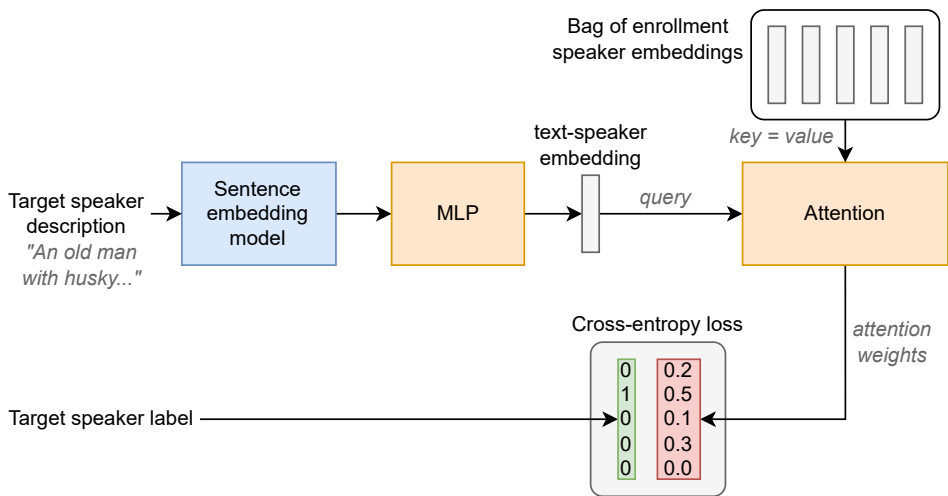 Bag of enrollment
speaker embeddings
key = value
text-speaker
embedding
Target speaker
description
"An old man
with husky..."
Sentence
embedding
model
MLP
query
Attention
attention
weights
Cross-entropy loss
0 0.2
1 0.5
0 0.1
0 0.3
0 0.0
Target speaker label